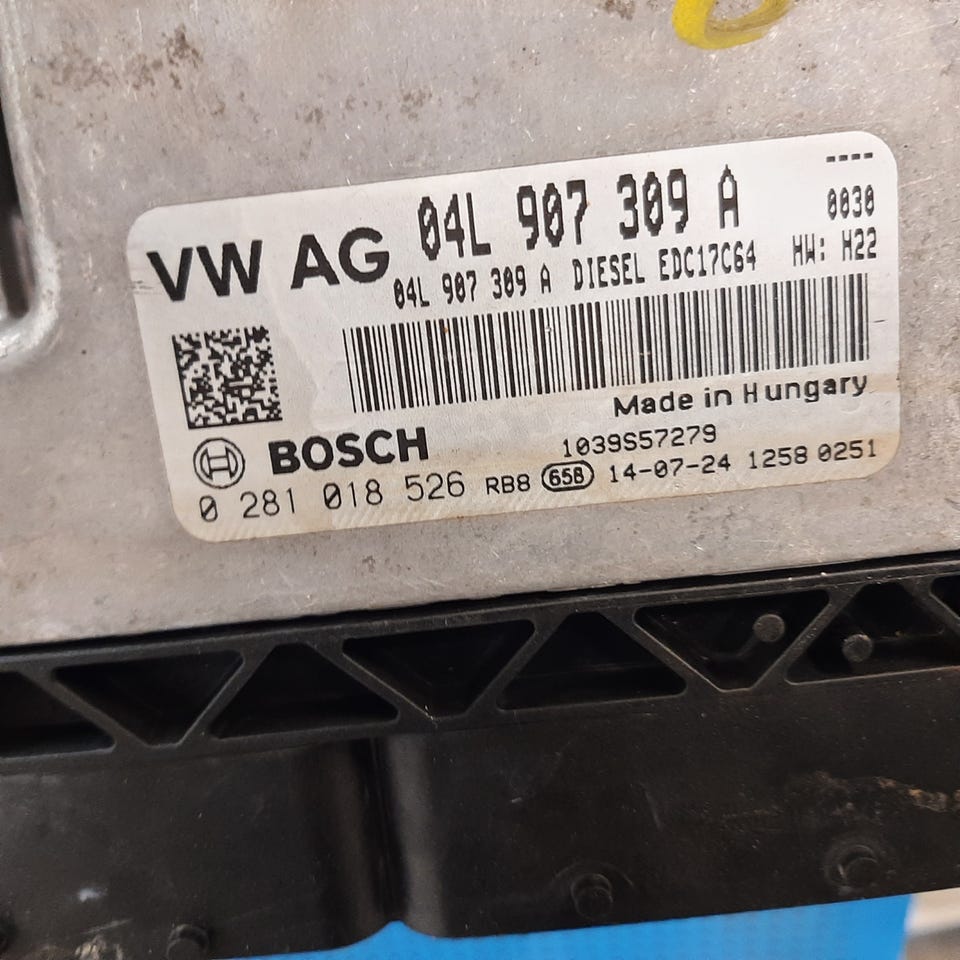 ----
VW AG 04L 907 309 A 0030
04L 907 309 A DIESEL EDC17C64 HW: H22
Made in Hungary
BOSCH 1039S57279
0 281 018 526 RB8 658 14-07-24 1258 0251